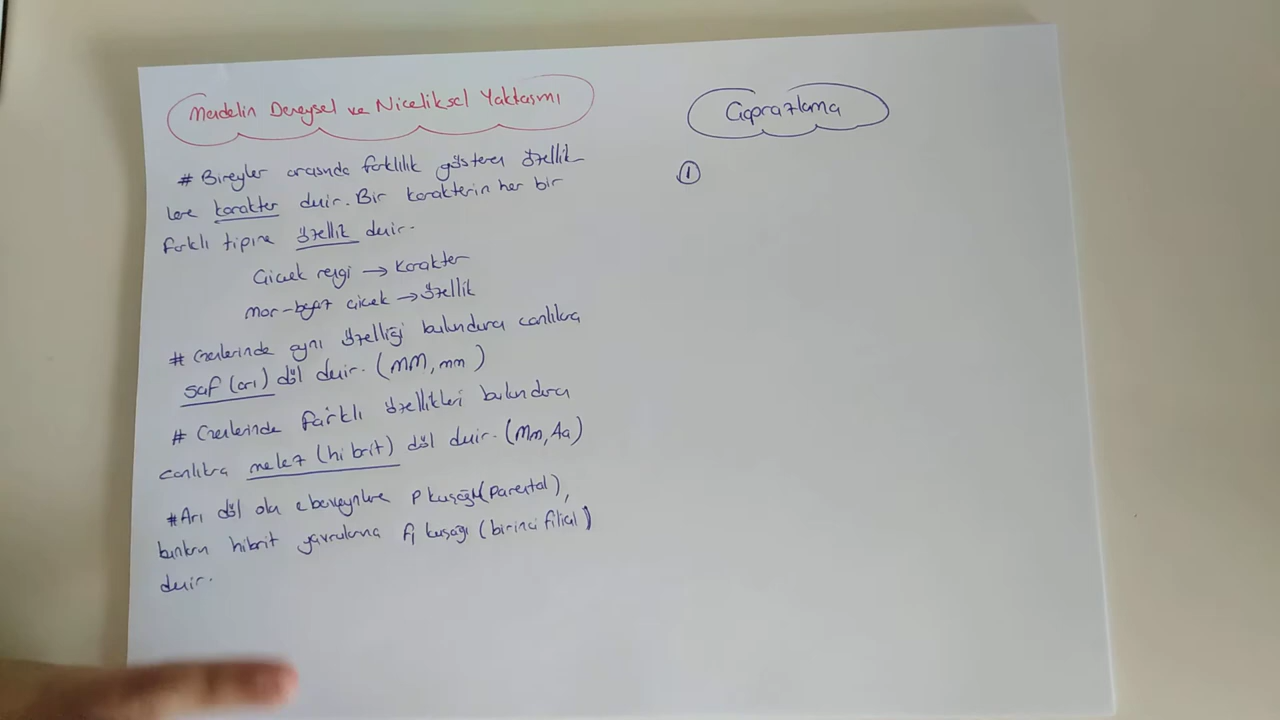 Mendelin Deneysel ve Niceliksel Yaklaşımı
# Bireyler arasında farklılık gösteren özellik
lere karakter denir. Bir karakterin her bir
farklı tipine özellik denir.
Çiçek rengi → Karakter
mor-beyaz çiçek → özellik
# Genlerinde aynı özelliği bulunduran canlılara
saf (arı) döl denir. (MM, mm)
# Genlerinde farklı özellikleri bulunduran
canlılara melez (hibrit) döl denir. (Mm, Aa)
# Arı döl olan ebeveynlere P kuşağı (parental),
bunların hibrit yavrularına F₁ kuşağı (birinci filial)
denir.
Çaprazlama
①